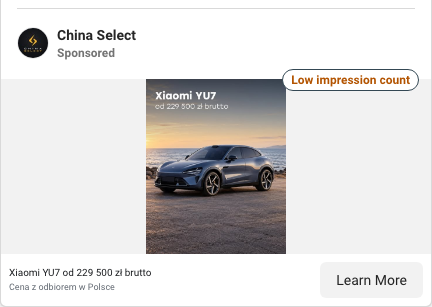 China Select
Sponsored
Low impression count
Xiaomi YU7
od 229 500 zł brutto
Xiaomi YU7 od 229 500 zł brutto
Cena z odbiorem w Polsce
Learn More